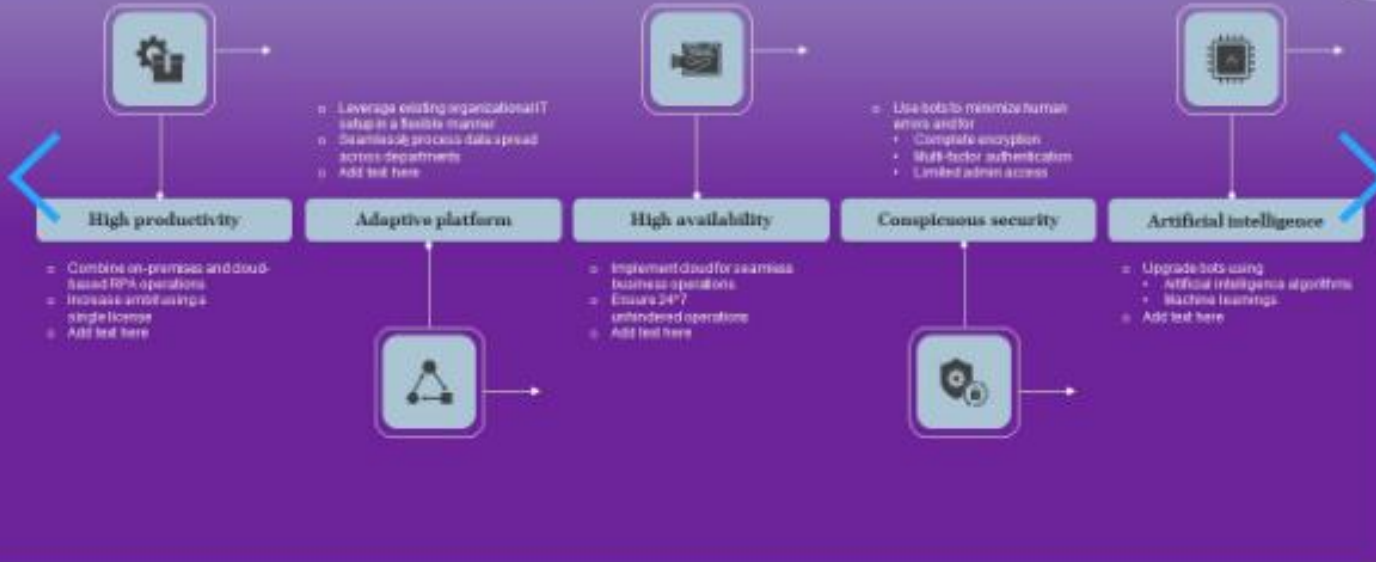 Leverage existing organizational IT
setup in a flexible manner
Seamlessly process data spread
across departments
Add text here
Use bots to minimize human
errors and for
Complete encryption
Multi-factor authentication
Limited admin access
High productivity
Adaptive platform
High availability
Conspicuous security
Artificial intelligence
Combine on-premises and cloud-
based RPA operations
Increase using a
single license
Add text here
Implement cloud for seamless
business operations
Ensure 24*7
unhindered operations
Add text here
Upgrade bots using
Artificial intelligence algorithms
Machine learnings
Add text here